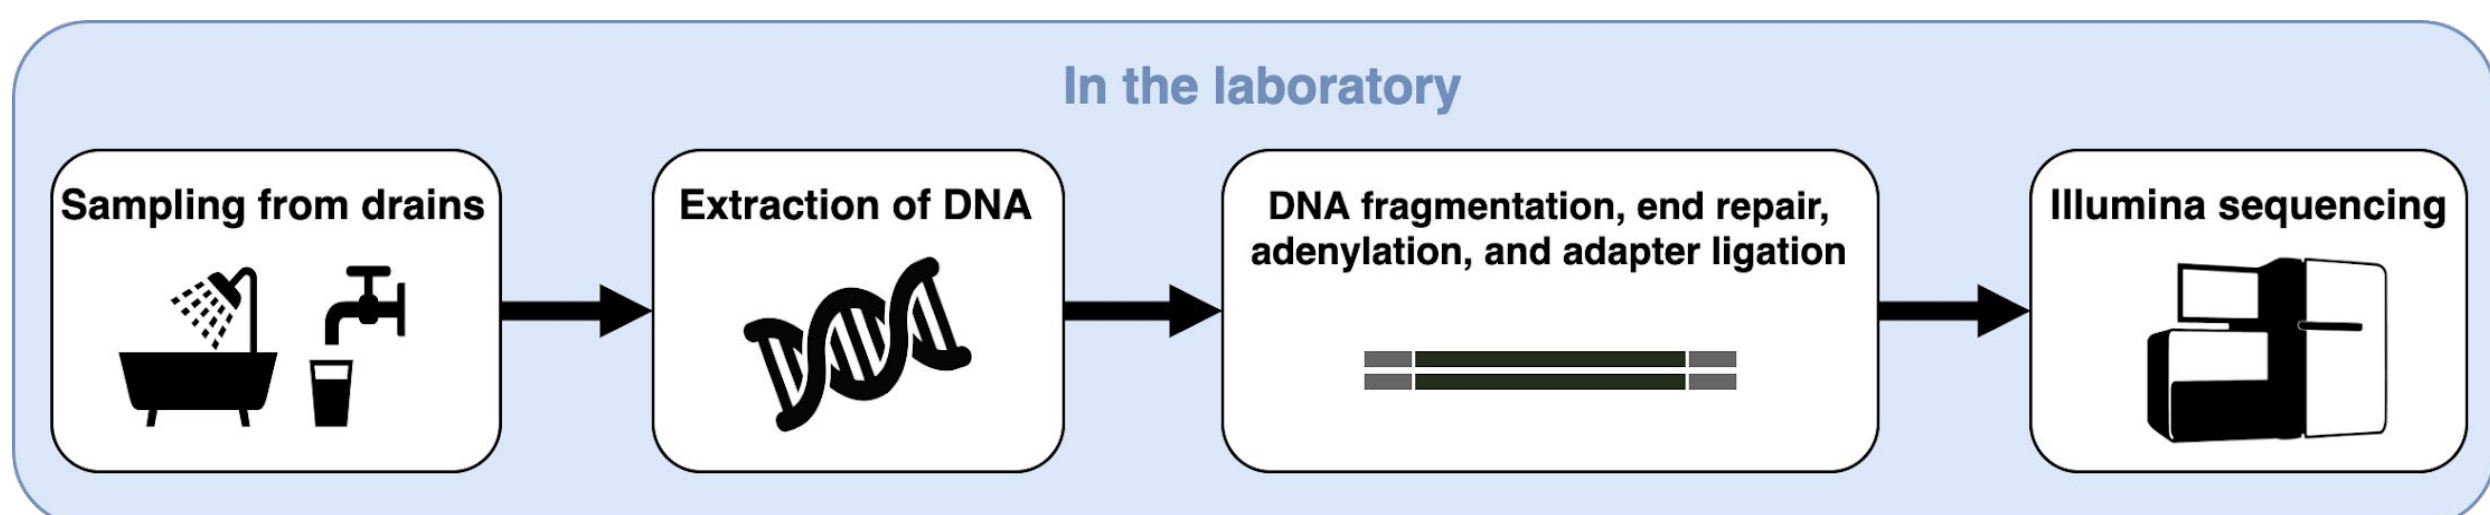 In the laboratory
Sampling from drains
Extraction of DNA
DNA fragmentation, end repair,
adenylation, and adapter ligation
Illumina sequencing